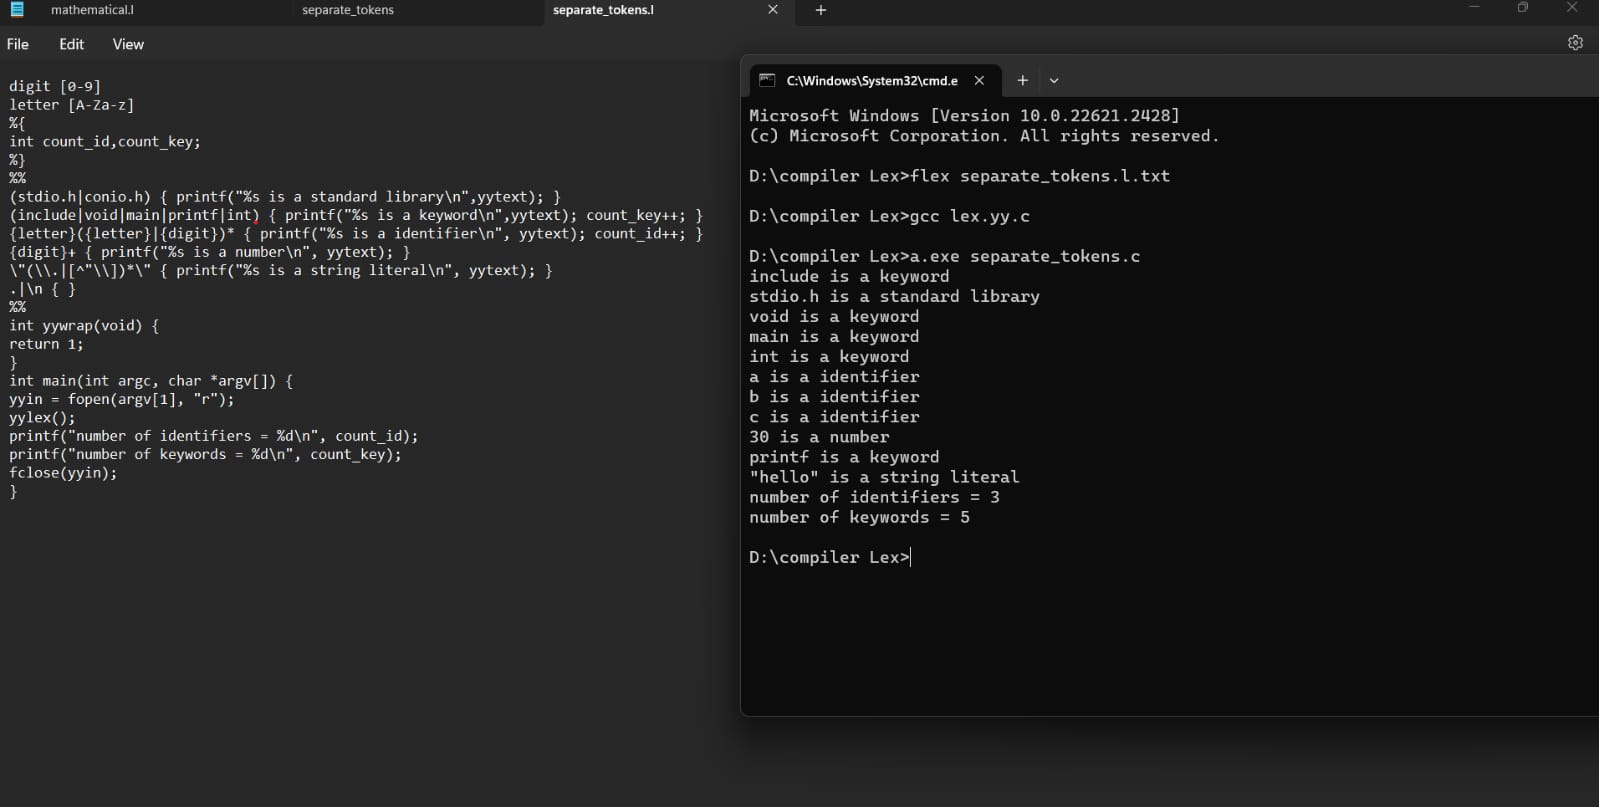 mathematical.l separate_tokens separate_tokens.l
File Edit View
digit [0-9]
letter [A-Za-z]
%{
int count_id,count_key;
%}
%%
(stdio.h|conio.h) { printf("%s is a standard library\n",yytext); }
(include|void|main|printf|int) { printf("%s is a keyword\n",yytext); count_key++; }
{letter}({letter}|{digit})* { printf("%s is a identifier\n", yytext); count_id++; }
{digit}+ { printf("%s is a number\n", yytext); }
\"(\\.|[^"\\])*\" { printf("%s is a string literal\n", yytext); }
.|\n { }
%%
int yywrap(void) {
return 1;
}
int main(int argc, char *argv[]) {
yyin = fopen(argv[1], "r");
yylex();
printf("number of identifiers = %d\n", count_id);
printf("number of keywords = %d\n", count_key);
fclose(yyin);
}
C:\Windows\System32\cmd.e
Microsoft Windows [Version 10.0.22621.2428]
(c) Microsoft Corporation. All rights reserved.
D:\compiler Lex>flex separate_tokens.l.txt
D:\compiler Lex>gcc lex.yy.c
D:\compiler Lex>a.exe separate_tokens.c
include is a keyword
stdio.h is a standard library
void is a keyword
main is a keyword
int is a keyword
a is a identifier
b is a identifier
c is a identifier
30 is a number
printf is a keyword
"hello" is a string literal
number of identifiers = 3
number of keywords = 5
D:\compiler Lex>